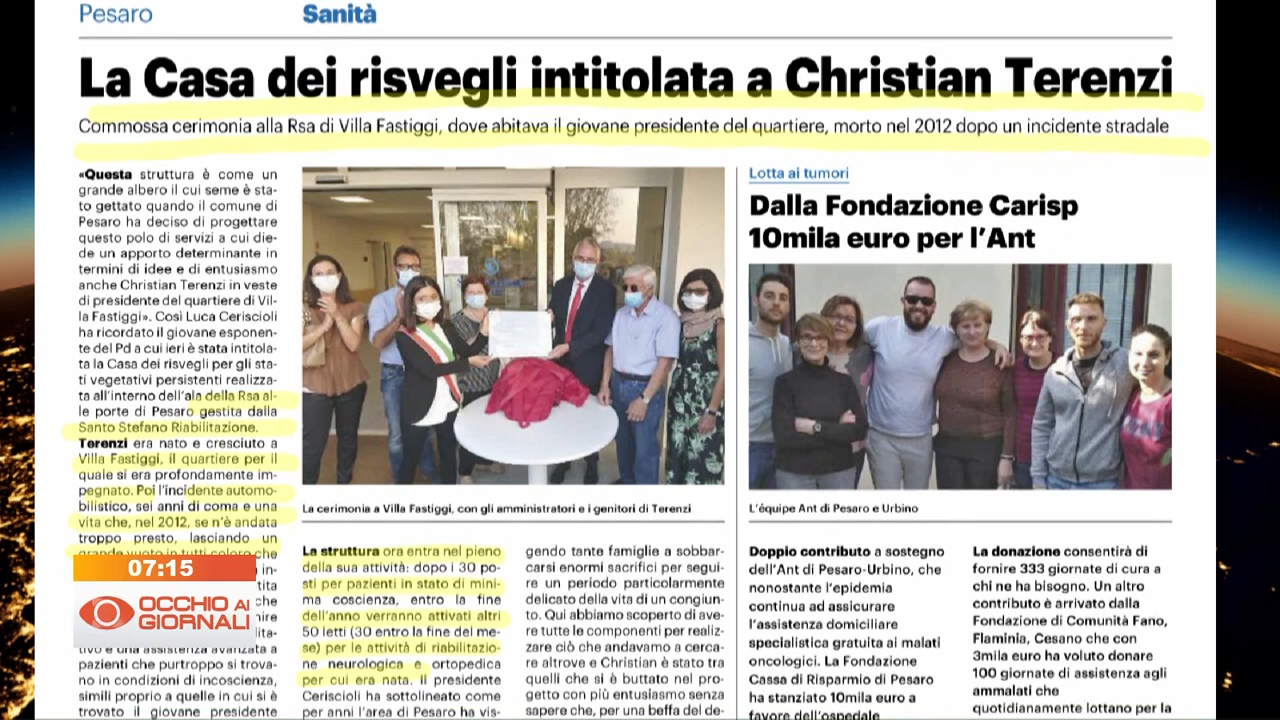 Pesaro
Sanità
La Casa dei risvegli intitolata a Christian Terenzi
Commossa cerimonia alla Rsa di Villa Fastiggi, dove abitava il giovane presidente del quartiere, morto nel 2012 dopo un incidente stradale
«Questa struttura è come un
grande albero il cui seme è sta-
to gettato quando il comune di
Pesaro ha deciso di progettare
questo polo di servizi a cui die-
de un apporto determinante in
termini di idee e di entusiasmo
anche Christian Terenzi in veste
di presidente del quartiere di Vil-
la Fastiggi». Così Luca Ceriscioli
ha ricordato il giovane esponen-
te del Pd a cui ieri è stata intitola-
ta la Casa dei risvegli per gli sta-
ti vegetativi persistenti realizza-
ta all'interno dell'ala della Rsa al-
le porte di Pesaro gestita dalla
Santo Stefano Riabilitazione.
Terenzi era nato e cresciuto a
Villa Fastiggi, il quartiere per il
quale si era profondamente im-
pegnato. Poi l'incidente automo-
bilistico, sei anni di coma e una
vita che, nel 2012, se n'è andata
troppo presto, lasciando un
grande vuoto in tutti coloro che
07:15
OCCHIO AI
GIORNALI
tivo e una assistenza avanzata a
pazienti che purtroppo si trova-
no in condizioni di incoscienza,
simili proprio a quelle in cui si è
trovato il giovane presidente
La cerimonia a Villa Fastiggi, con gli amministratori e i genitori di Terenzi
La struttura ora entra nel pieno
della sua attività: dopo i 30 po-
sti per pazienti in stato di mini-
ma coscienza, entro la fine
dell'anno verranno attivati altri
50 letti (30 entro la fine del me-
se) per le attività di riabilitazio-
ne neurologica e ortopedica
per cui era nata. Il presidente
Ceriscioli ha sottolineato come
per anni l'area di Pesaro ha vis-
gendo tante famiglie a sobbar-
carsi enormi sacrifici per segui-
re un periodo particolarmente
delicato della vita di un congiun-
to. Qui abbiamo scoperto di ave-
re tutte le componenti per realiz-
zare ciò che andavamo a cerca-
re altrove e Christian è stato tra
quelli che si è buttato nel pro-
getto con più entusiasmo senza
sapere che, per una beffa del de-
Lotta ai tumori
Dalla Fondazione Carisp
10mila euro per l'Ant
L'équipe Ant di Pesaro e Urbino
Doppio contributo a sostegno
dell'Ant di Pesaro-Urbino, che
nonostante l'epidemia
continua ad assicurare
l'assistenza domiciliare
specialistica gratuita ai malati
oncologici. La Fondazione
Cassa di Risparmio di Pesaro
ha stanziato 10mila euro a
favore dell'ospedale
La donazione consentirà di
fornire 333 giornate di cura a
chi ne ha bisogno. Un altro
contributo è arrivato dalla
Fondazione di Comunità Fano,
Flaminia, Cesano che con
3mila euro ha voluto donare
100 giornate di assistenza agli
ammalati che
quotidianamente lottano per la